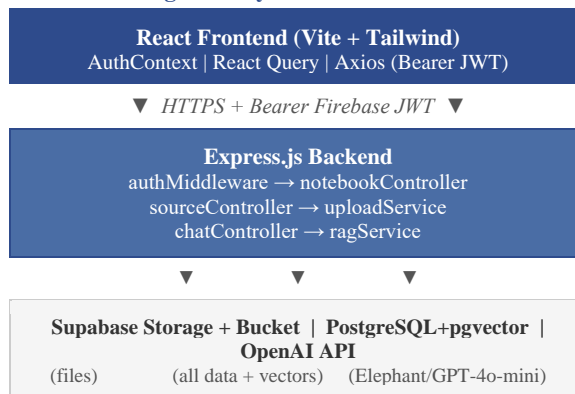 React Frontend (Vite + Tailwind)
AuthContext | React Query | Axios (Bearer JWT)
▼ HTTPS + Bearer Firebase JWT ▼
Express.js Backend
authMiddleware → notebookController
sourceController → uploadService
chatController → ragService
▼ ▼ ▼
Supabase Storage + Bucket | PostgreSQL+pgvector |
OpenAI API
(files) (all data + vectors) (Elephant/GPT-4o-mini)